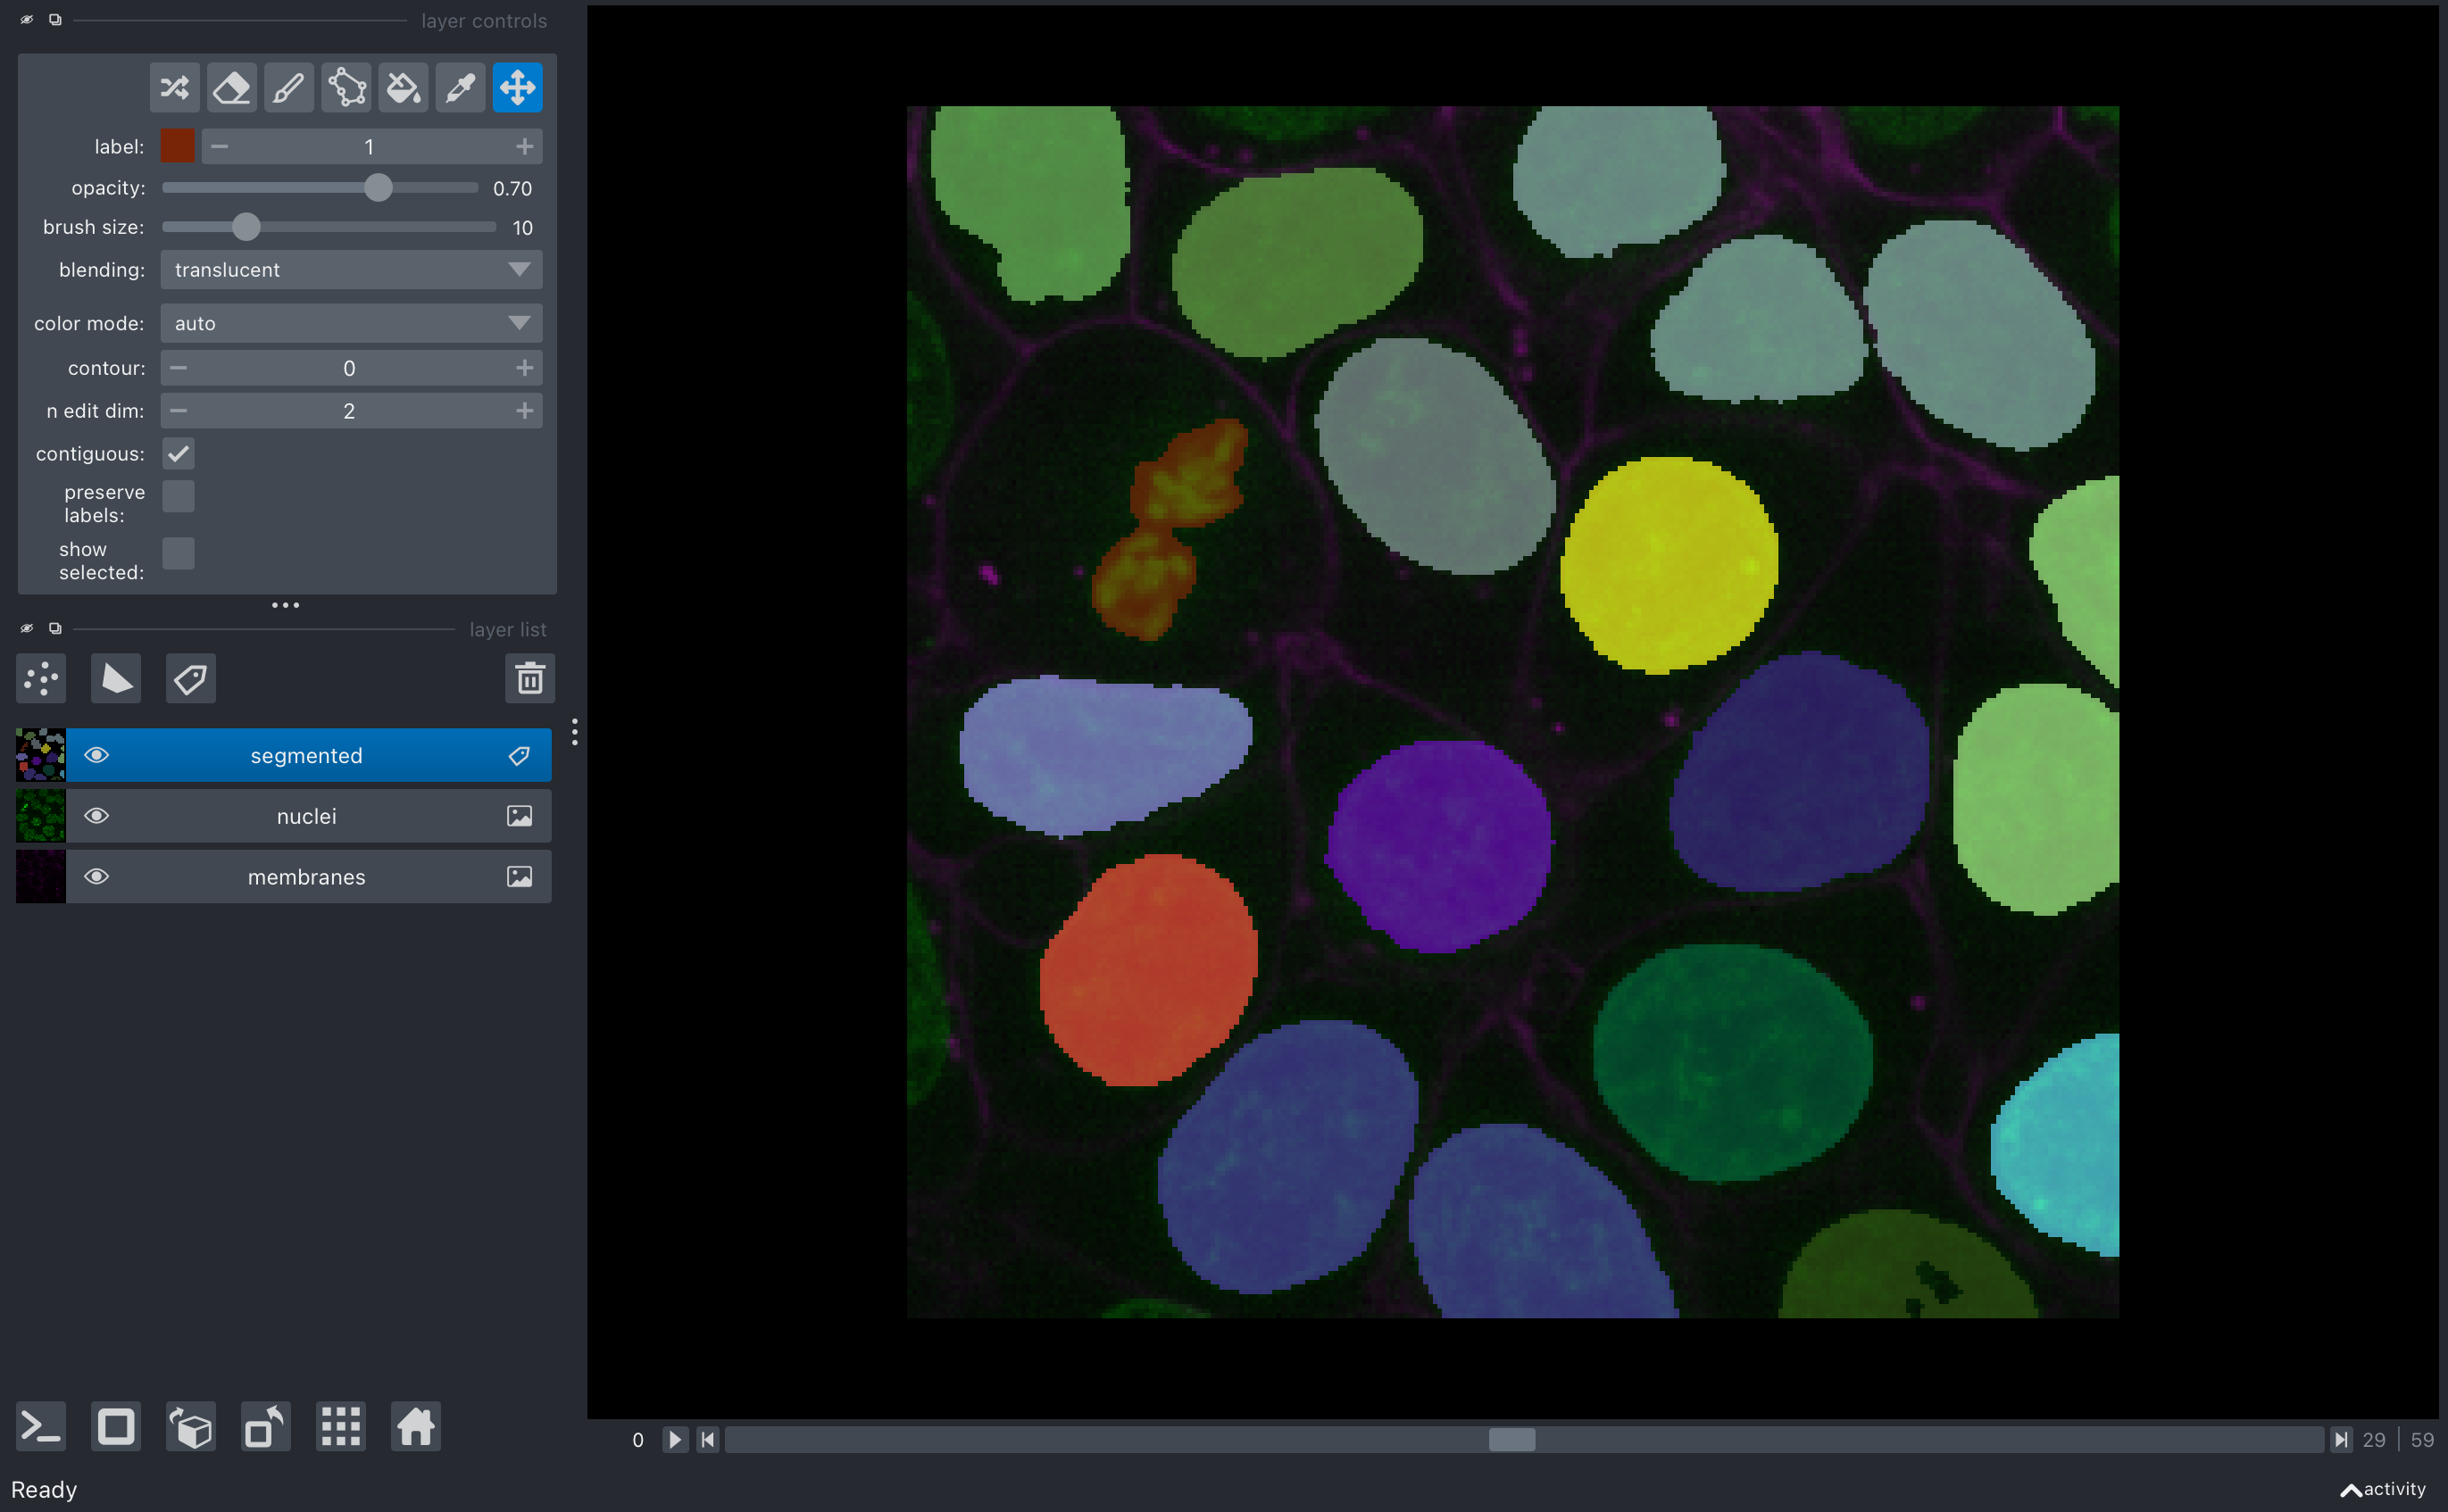 layer controls
label: 1
opacity: 0.70
brush size: 10
blending: translucent
color mode: auto
contour: 0
n edit dim: 2
contiguous:
preserve
labels:
show
selected:
layer list
segmented
nuclei
membranes
0 29 59
Ready
activity